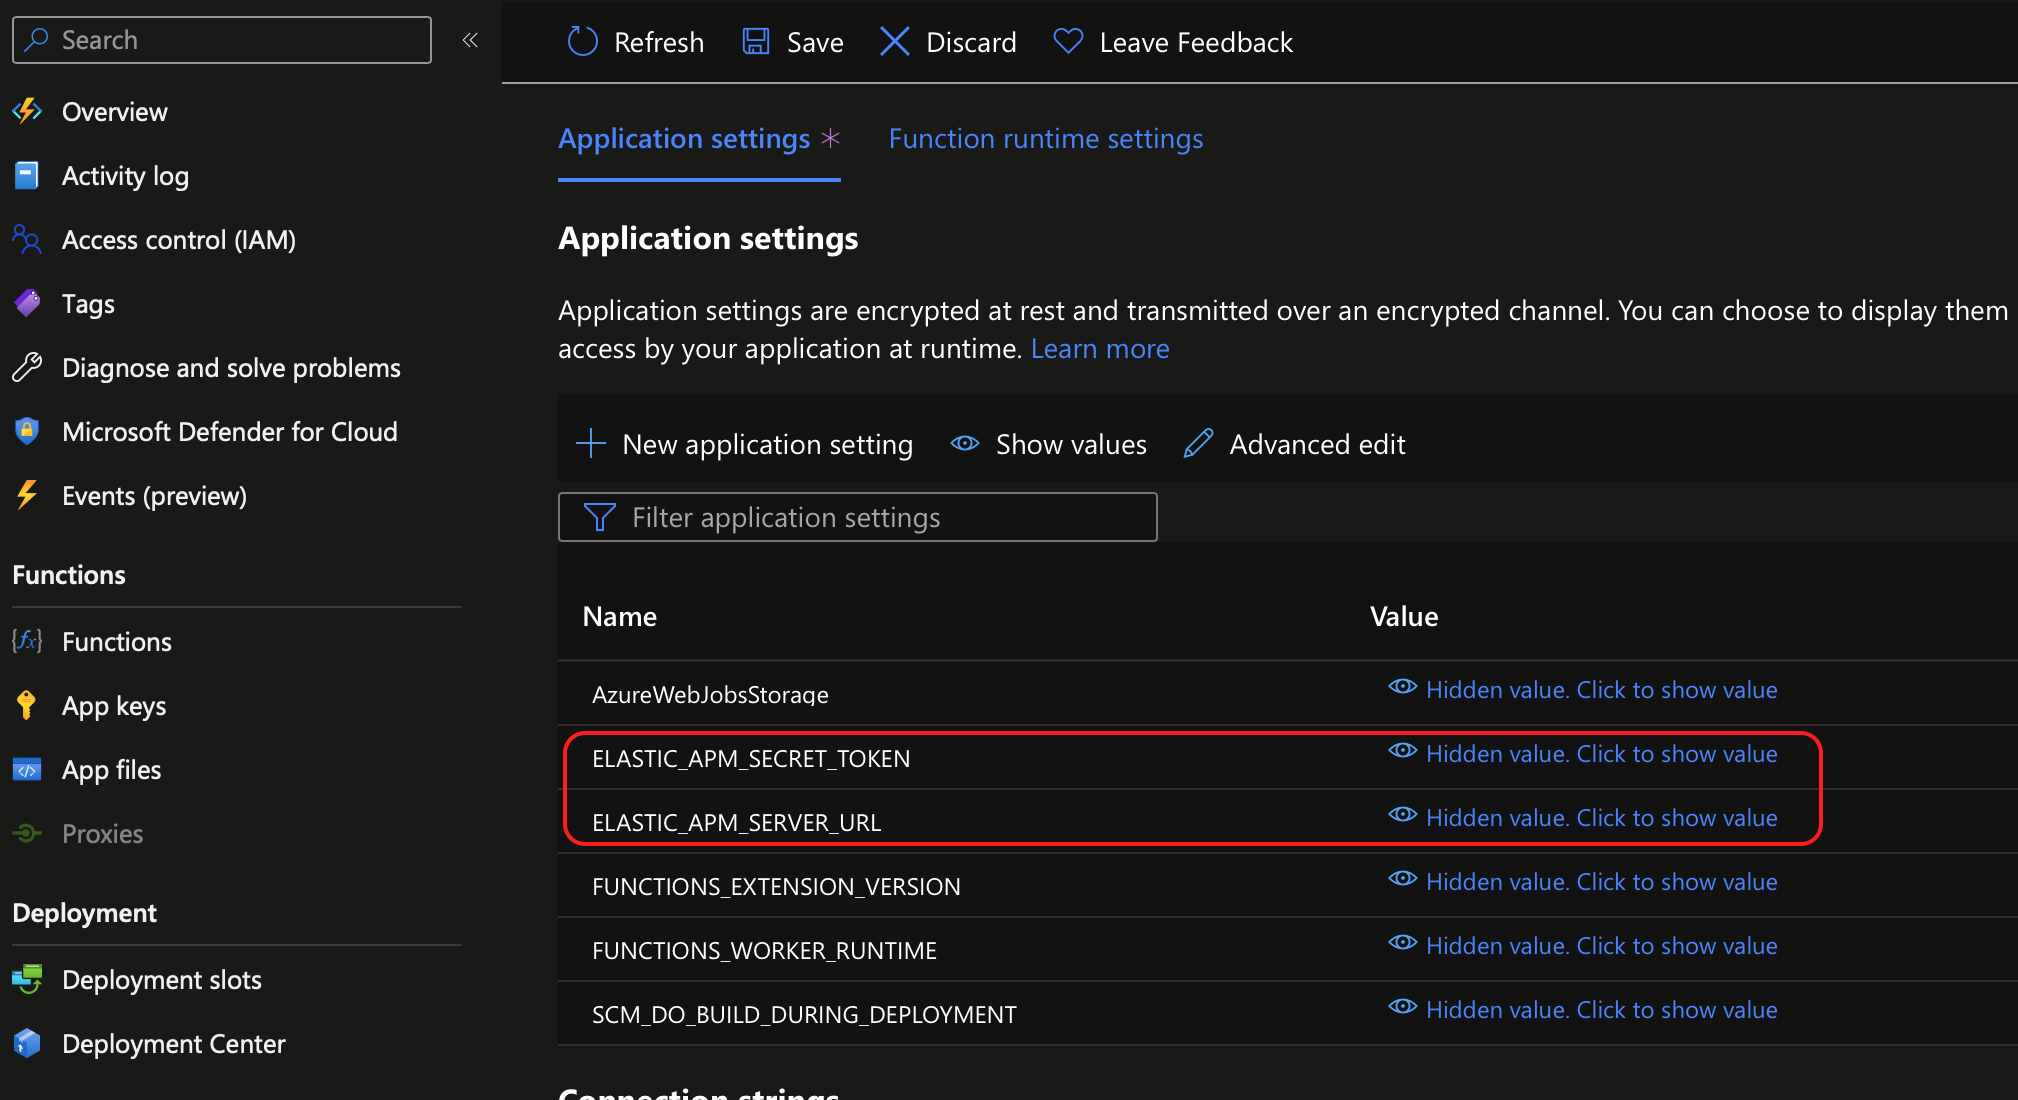 Search
Overview
Activity log
Access control (IAM)
Tags
Diagnose and solve problems
Microsoft Defender for Cloud
Events (preview)
Functions
Functions
App keys
App files
Proxies
Deployment
Deployment slots
Deployment Center
Refresh Save Discard Leave Feedback
Application settings * Function runtime settings
Application settings
Application settings are encrypted at rest and transmitted over an encrypted channel. You can choose to display them
access by your application at runtime. Learn more
New application setting Show values Advanced edit
Filter application settings
Name Value
AzureWebJobsStorage Hidden value. Click to show value
ELASTIC_APM_SECRET_TOKEN Hidden value. Click to show value
ELASTIC_APM_SERVER_URL Hidden value. Click to show value
FUNCTIONS_EXTENSION_VERSION Hidden value. Click to show value
FUNCTIONS_WORKER_RUNTIME Hidden value. Click to show value
SCM_DO_BUILD_DURING_DEPLOYMENT Hidden value. Click to show value
Connection strings